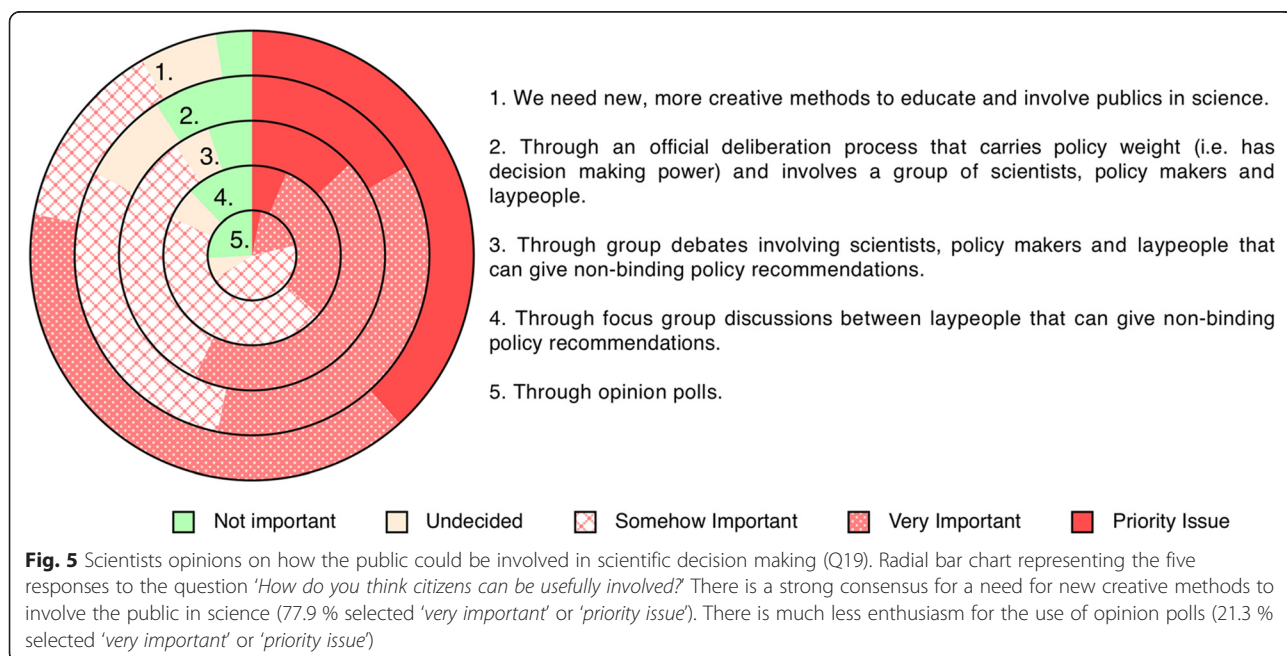 1.
2.
3.
4.
5.
1. We need new, more creative methods to educate and involve publics in science.
2. Through an official deliberation process that carries policy weight (i.e. has
decision making power) and involves a group of scientists, policy makers and
laypeople.
3. Through group debates involving scientists, policy makers and laypeople that
can give non-binding policy recommendations.
4. Through focus group discussions between laypeople that can give non-binding
policy recommendations.
5. Through opinion polls.
Not important Undecided Somehow Important Very Important Priority Issue
Fig. 5 Scientists opinions on how the public could be involved in scientific decision making (Q19). Radial bar chart representing the five
responses to the question 'How do you think citizens can be usefully involved?' There is a strong consensus for a need for new creative methods to
involve the public in science (77.9 % selected 'very important' or 'priority issue'). There is much less enthusiasm for the use of opinion polls (21.3 %
selected 'very important' or 'priority issue')